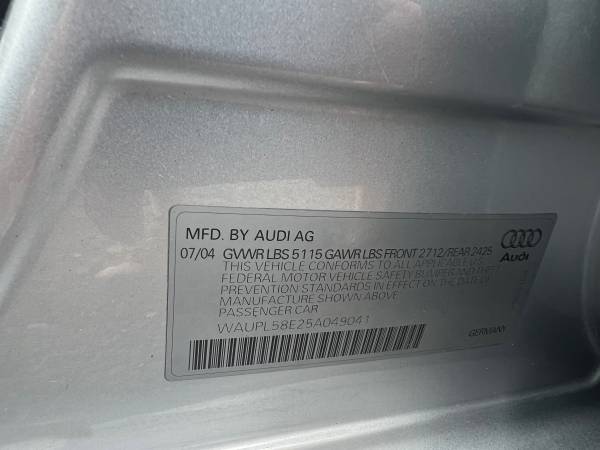 MFD. BY AUDI AG
07/04 GVWR LBS 5115 GAWR LBS FRONT 2712/REAR 2425
THIS VEHICLE CONFORMS TO ALL APPLICABLE U.S.
FEDERAL MOTOR VEHICLE SAFETY BUMPER AND THEFT
PREVENTION STANDARDS IN EFFECT ON THE DATE OF
MANUFACTURE SHOWN ABOVE
PASSENGER CAR
WAUPL58E25A049041
Audi
GERMANY